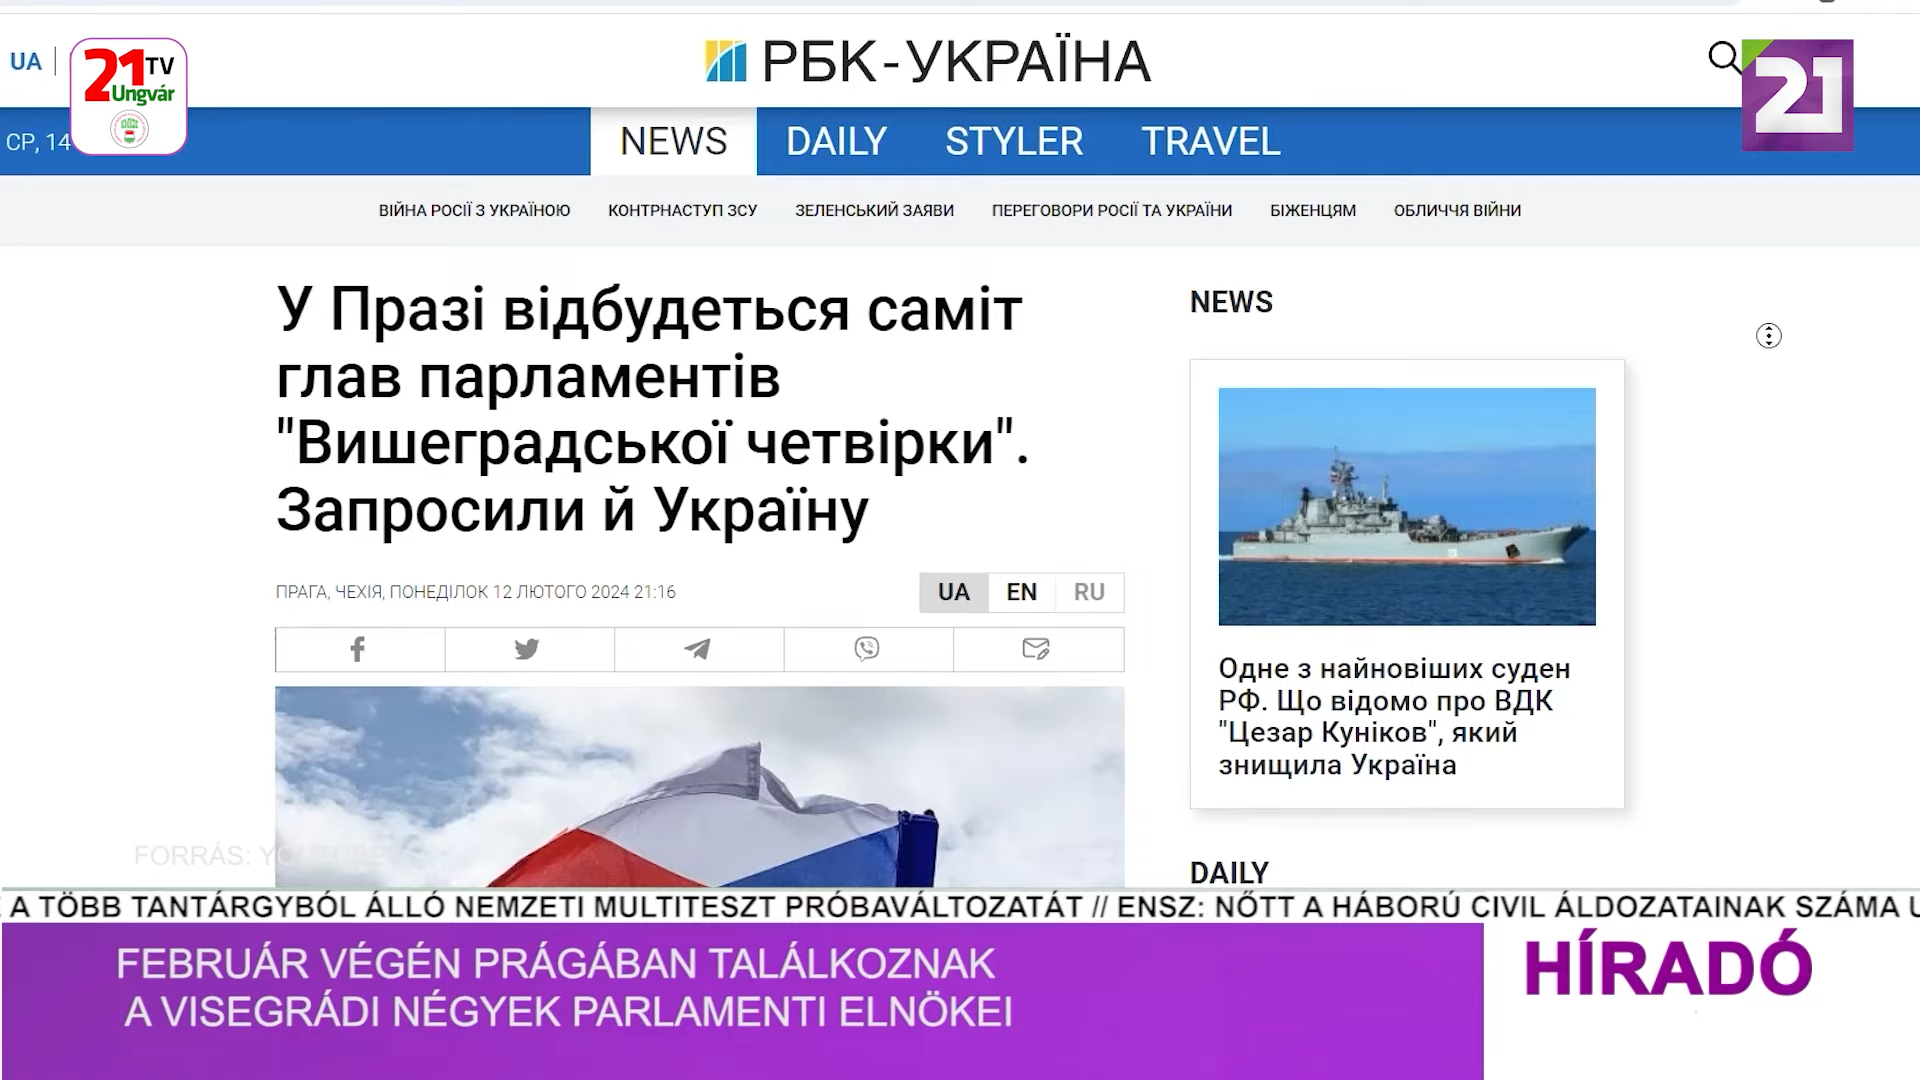 UA
21TV
Ungvár
РБК-УКРАЇНА
21
СР, 14
NEWS DAILY STYLER TRAVEL
ВІЙНА РОСІЇ З УКРАЇНОЮ КОНТРНАСТУП ЗСУ ЗЕЛЕНСЬКИЙ ЗАЯВИ ПЕРЕГОВОРИ РОСІЇ ТА УКРАЇНИ БІЖЕНЦЯМ ОБЛИЧЧЯ ВІЙНИ
У Празі відбудеться саміт
глав парламентів
"Вишеградської четвірки".
Запросили й Україну
ПРАГА, ЧЕХІЯ, ПОНЕДІЛОК 12 ЛЮТОГО 2024 21:16
UA EN RU
NEWS
Одне з найновіших суден
РФ. Що відомо про ВДК
"Цезар Куніков", який
знищила Україна
DAILY
FORRÁS: YOUTUBE
A TÖBB TANTÁRGYBÓL ÁLLÓ NEMZETI MULTITESZT PRÓBAVÁLTOZATÁT // ENSZ: NŐTT A HÁBORÚ CIVIL ÁLDOZATAINAK SZÁMA
FEBRUÁR VÉGÉN PRÁGÁBAN TALÁLKOZNAK
A VISEGRÁDI NÉGYEK PARLAMENTI ELNÖKEI
HÍRADÓ